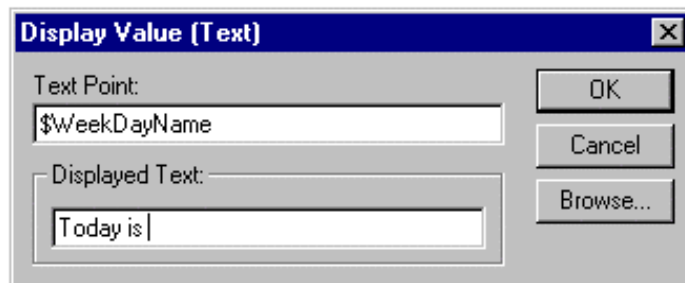 Display Value (Text)
Text Point:
$WeekDayName
Displayed Text:
Today is
OK
Cancel
Browse...